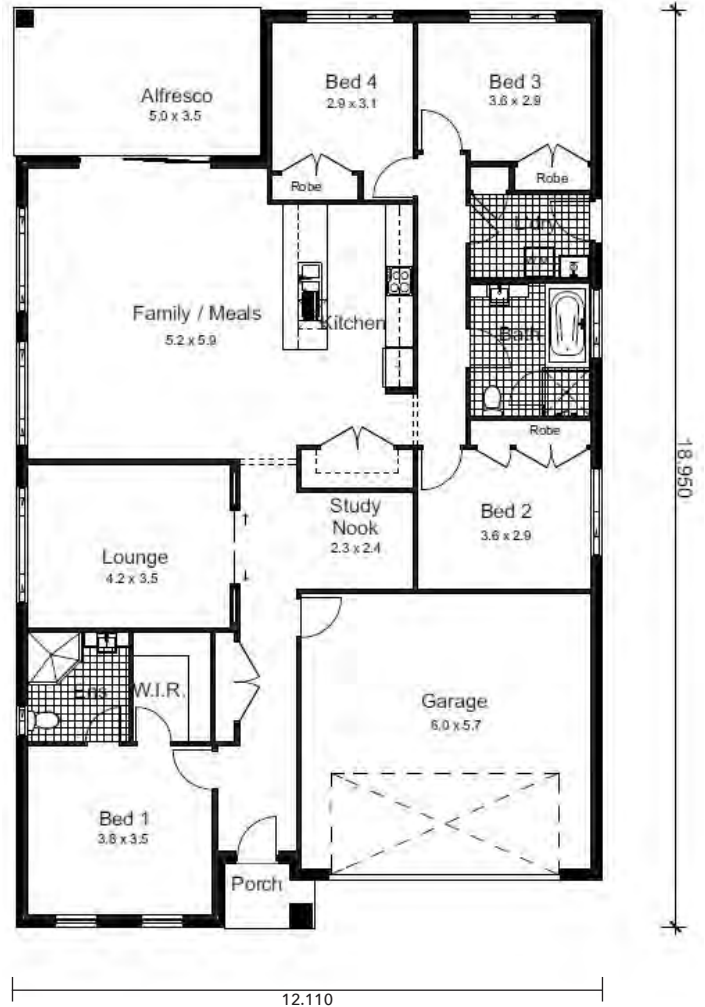 Alfresco
5.0 x 3.5
Bed 4
2.9 x 3.1
Bed 3
3.6 x 2.9
Robe
Robe
L'dry
W.M
Family / Meals
5.2 x 5.9
Kitchen
Bath
Robe
18.950
Study
Nook
2.3 x 2.4
Bed 2
3.6 x 2.9
Lounge
4.2 x 3.5
Ens
W.I.R.
Garage
6.0 x 5.7
Bed 1
3.8 x 3.5
Porch
12.110